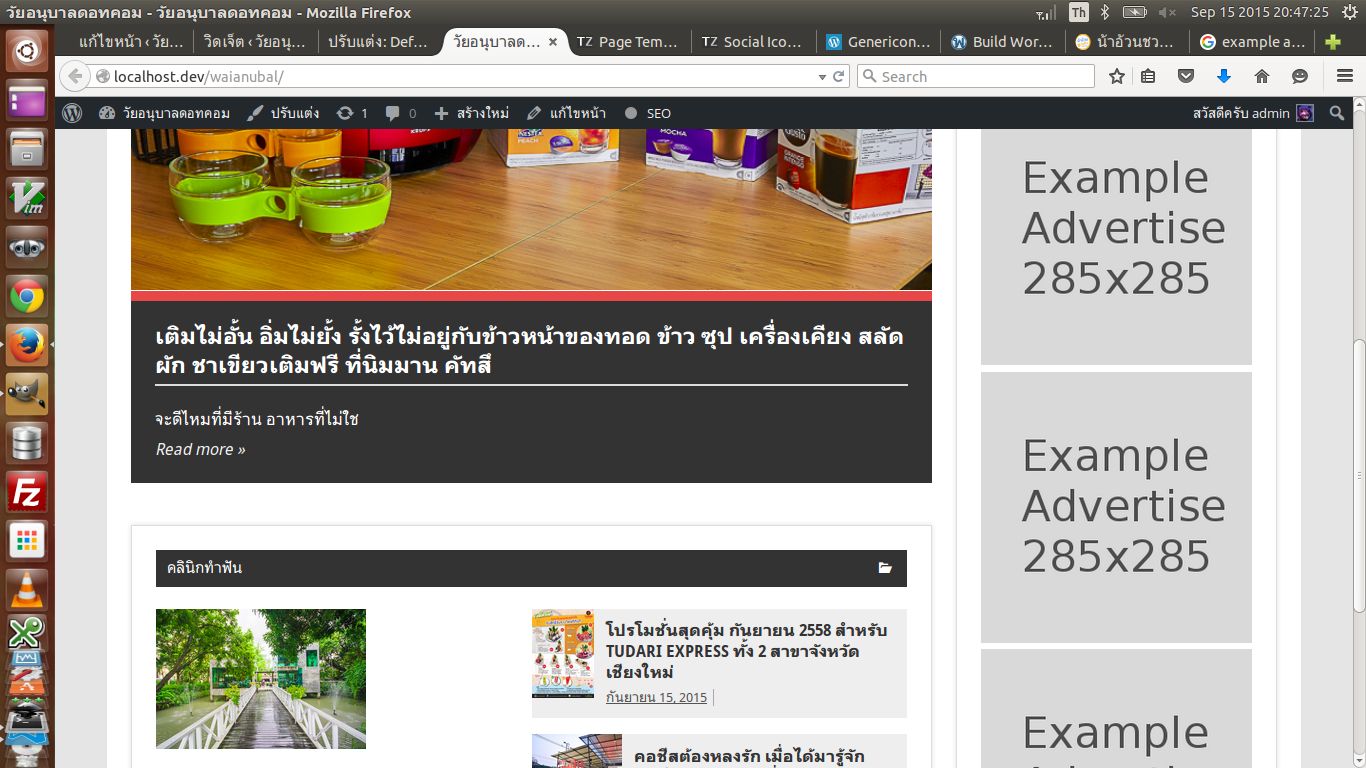 วัยอนุบาลดอทคอม - วัยอนุบาลดอทคอม - Mozilla Firefox
Th
Sep 15 2015 20:47:25
แก้ไขหน้า ‹ วัย...
วิดเจ็ต ‹ วัยอนุ...
ปรับแต่ง: Def...
วัยอนุบาลด...
TZ Page Tem...
TZ Social Ico...
Genericon...
Build Wor...
น้าอ้วนชว...
example a...
localhost.dev/waianubal/
Search
วัยอนุบาลดอทคอม
ปรับแต่ง
1
0
สร้างใหม่
แก้ไขหน้า
SEO
สวัสดีครับ admin
NESTEA
PEACH
MOCHA
GRANDE
INTENSO
Example
Advertise
285x285
เติมไม่อั้น อิ่มไม่ยั้ง รั้งไว้ไม่อยู่กับข้าวหน้าของทอด ข้าว ซุป เครื่องเคียง สลัด
ผัก ชาเขียวเติมฟรี ที่นิมมาน คัทสึ
จะดีไหมที่มีร้าน อาหารที่ไม่ใช
Read more »
Example
Advertise
285x285
คลินิกทำฟัน
โปรโมชั่นสุดคุ้ม กันยายน 2558 สำหรับ
TUDARI EXPRESS ทั้ง 2 สาขาจังหวัด
เชียงใหม่
กันยายน 15, 2015
คอชีสต้องหลงรัก เมื่อได้มารู้จัก
Example